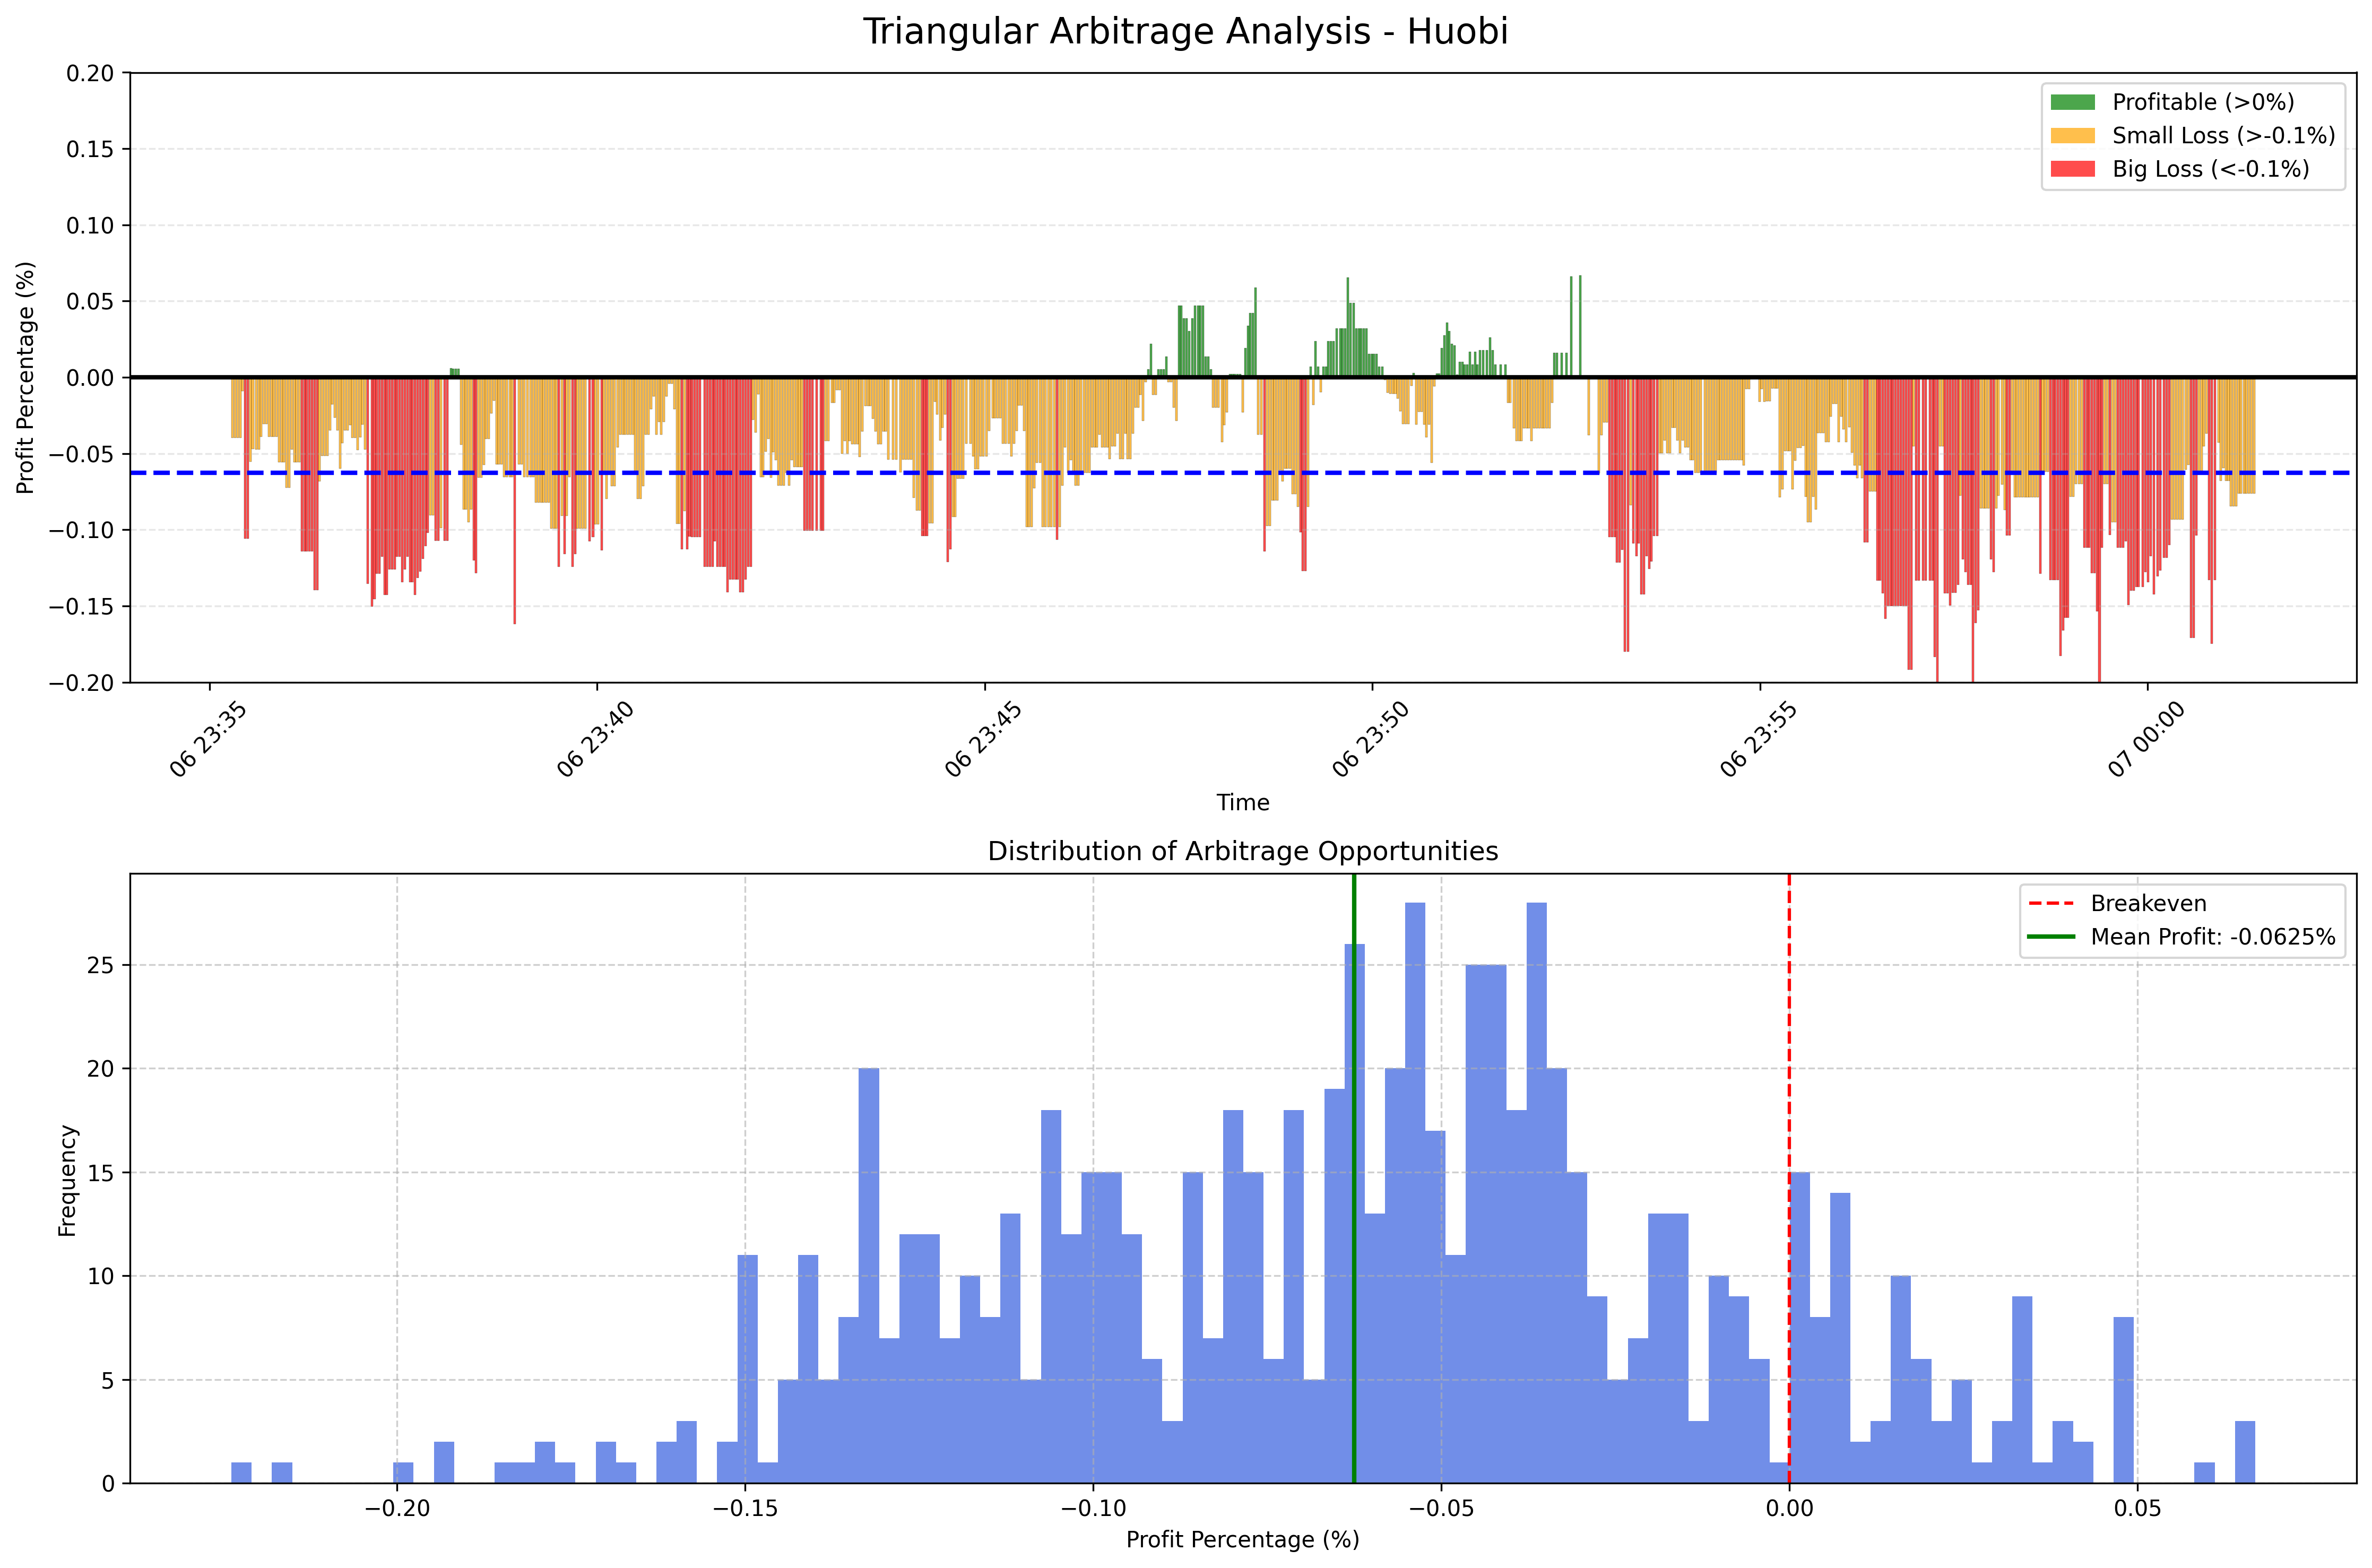 Triangular Arbitrage Analysis - Huobi
0.20
0.15
0.10
0.05
0.00
−0.05
−0.10
−0.15
−0.20
Profit Percentage (%)
Profitable (>0%)
Small Loss (>-0.1%)
Big Loss (<-0.1%)
06 23:35
06 23:40
06 23:45
06 23:50
06 23:55
07 00:00
Time
Distribution of Arbitrage Opportunities
25
20
15
10
5
0
Frequency
Breakeven
Mean Profit: -0.0625%
−0.20
−0.15
−0.10
−0.05
0.00
0.05
Profit Percentage (%)